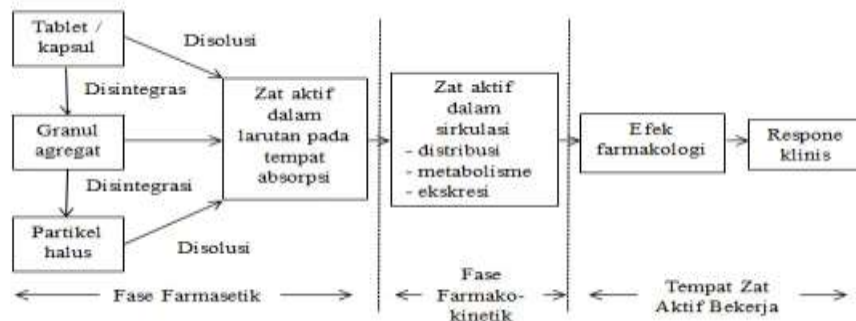 Tablet /
kapsul
Disolusi
Disintegras
Granul
agregat
Disintegrasi
Partikel
halus
Disolusi
Zat aktif
dalam
larutan pada
tempat
absorpsi
Zat aktif
dalam
sirkulasi
- distribusi
- metabolisme
- ekskresi
Efek
farmakologi
Respone
klinis
Fase Farmasetik
Fase
Farmako-
kinetik
Tempat Zat
Aktif Bekerja